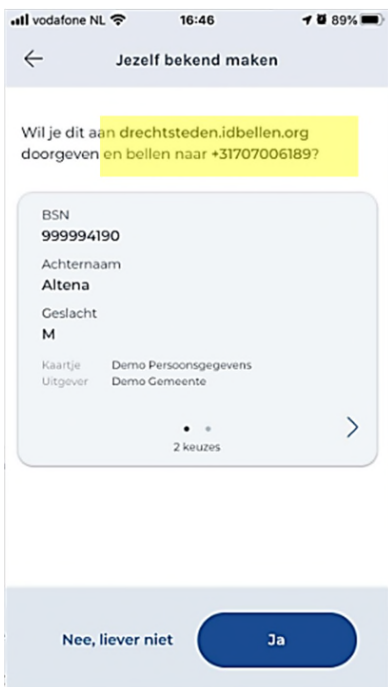 vodafone NL 16:46 89%
Jezelf bekend maken
Wil je dit aan drechtsteden.idbellen.org
doorgeven en bellen naar +31707006189?
BSN
999994190
Achternaam
Altena
Geslacht
M
Kaartje Demo Persoonsgegevens
Uitgever Demo Gemeente
2 keuzes
Nee, liever niet Ja